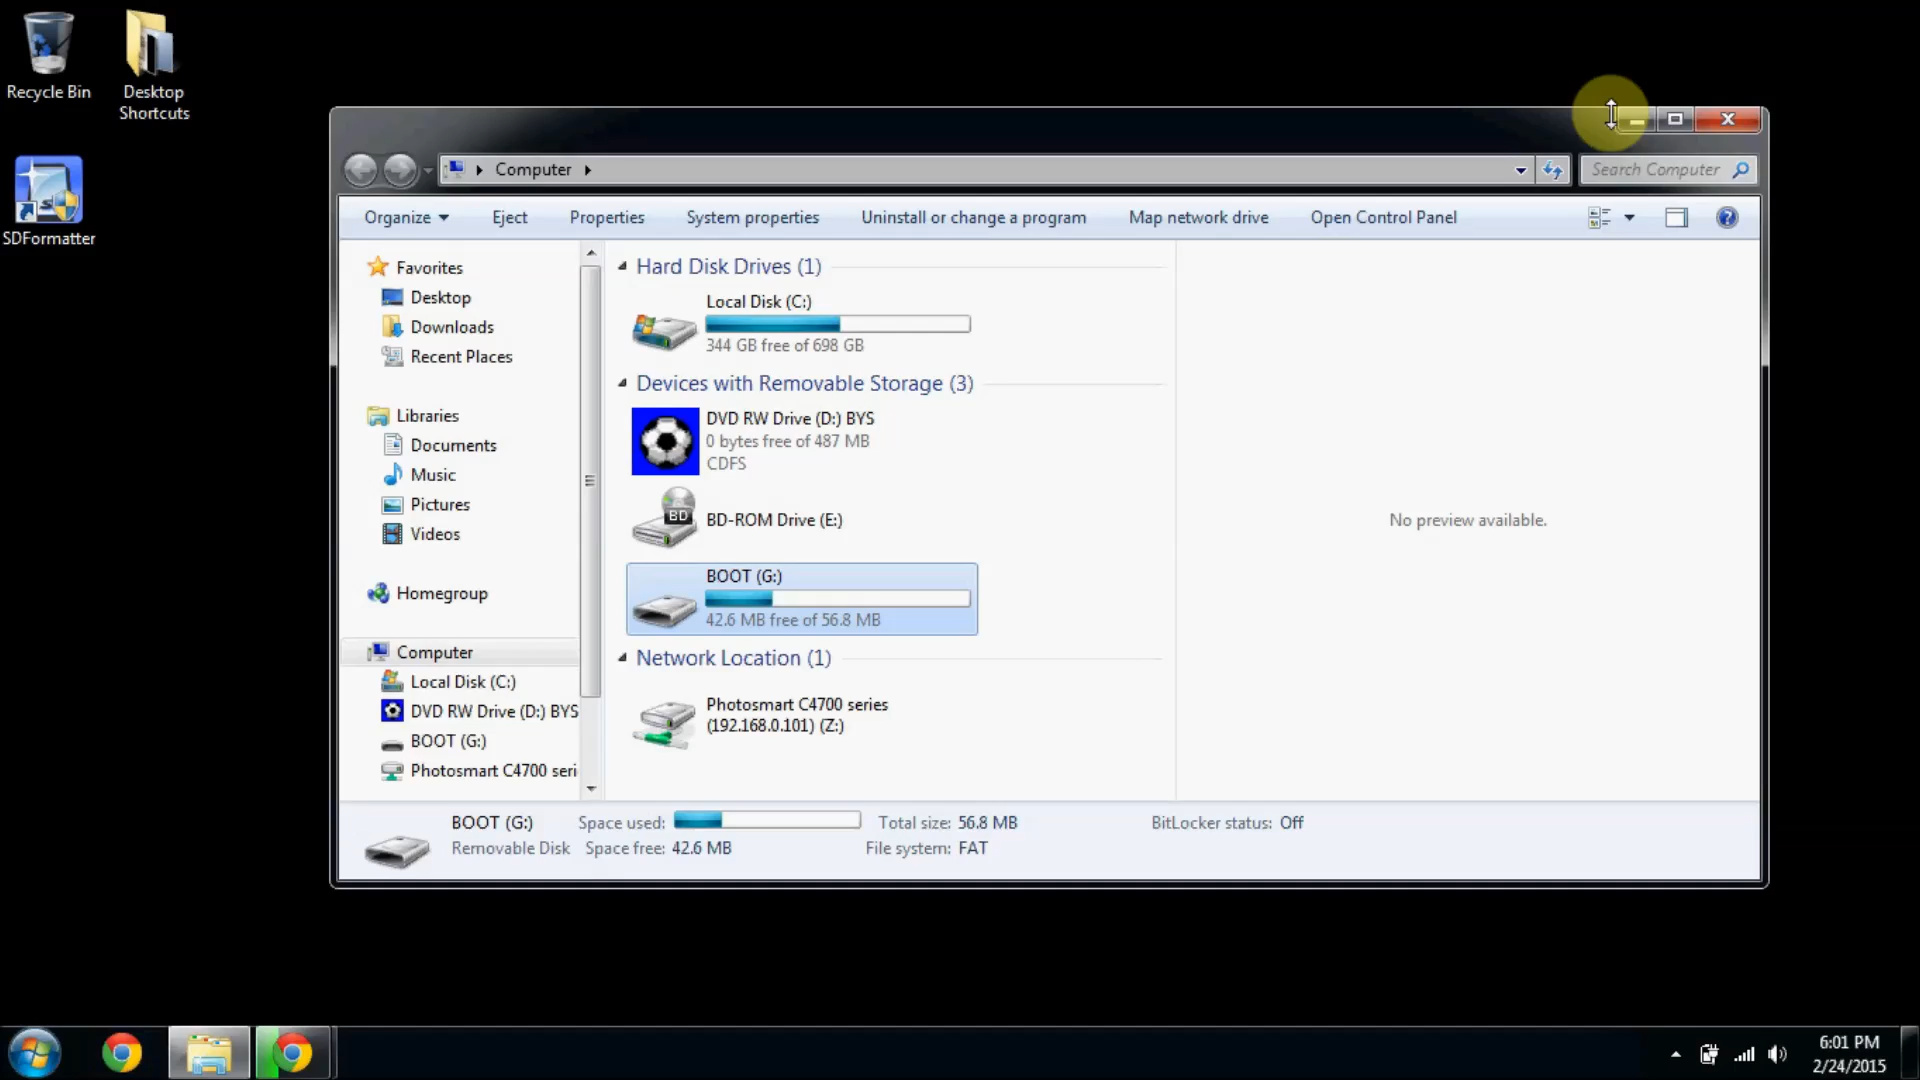 Recycle Bin
Desktop
Shortcuts
SDFormatter
Computer
Search Computer
Organize
Eject
Properties
System properties
Uninstall or change a program
Map network drive
Open Control Panel
Favorites
Desktop
Downloads
Recent Places
Libraries
Documents
Music
Pictures
Videos
Homegroup
Computer
Local Disk (C:)
DVD RW Drive (D:) BYS
BOOT (G:)
Photosmart C4700 seri
Hard Disk Drives (1)
Local Disk (C:)
344 GB free of 698 GB
Devices with Removable Storage (3)
DVD RW Drive (D:) BYS
0 bytes free of 487 MB
CDFS
BD
BD-ROM Drive (E:)
BOOT (G:)
42.6 MB free of 56.8 MB
Network Location (1)
Photosmart C4700 series
(192.168.0.101) (Z:)
No preview available.
BOOT (G:) Space used: Total size: 56.8 MB BitLocker status: Off
Removable Disk Space free: 42.6 MB File system: FAT
6:01 PM
2/24/2015